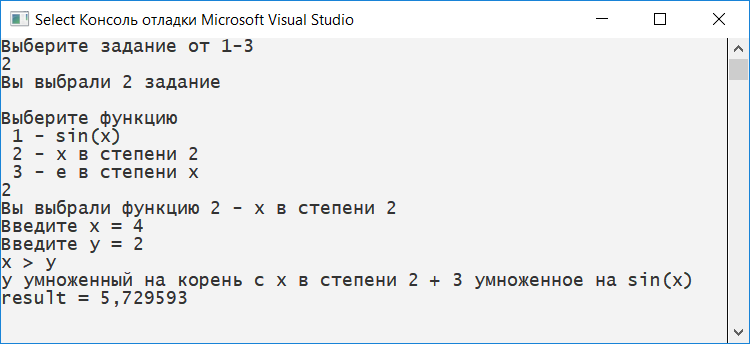 Select Консоль отладки Microsoft Visual Studio
Выберите задание от 1-3
2
Вы выбрали 2 задание
Выберите функцию
1 - sin(x)
2 - x в степени 2
3 - e в степени x
2
Вы выбрали функцию 2 - x в степени 2
Введите x = 4
Введите y = 2
x > y
y умноженный на корень с x в степени 2 + 3 умноженное на sin(x)
result = 5,729593